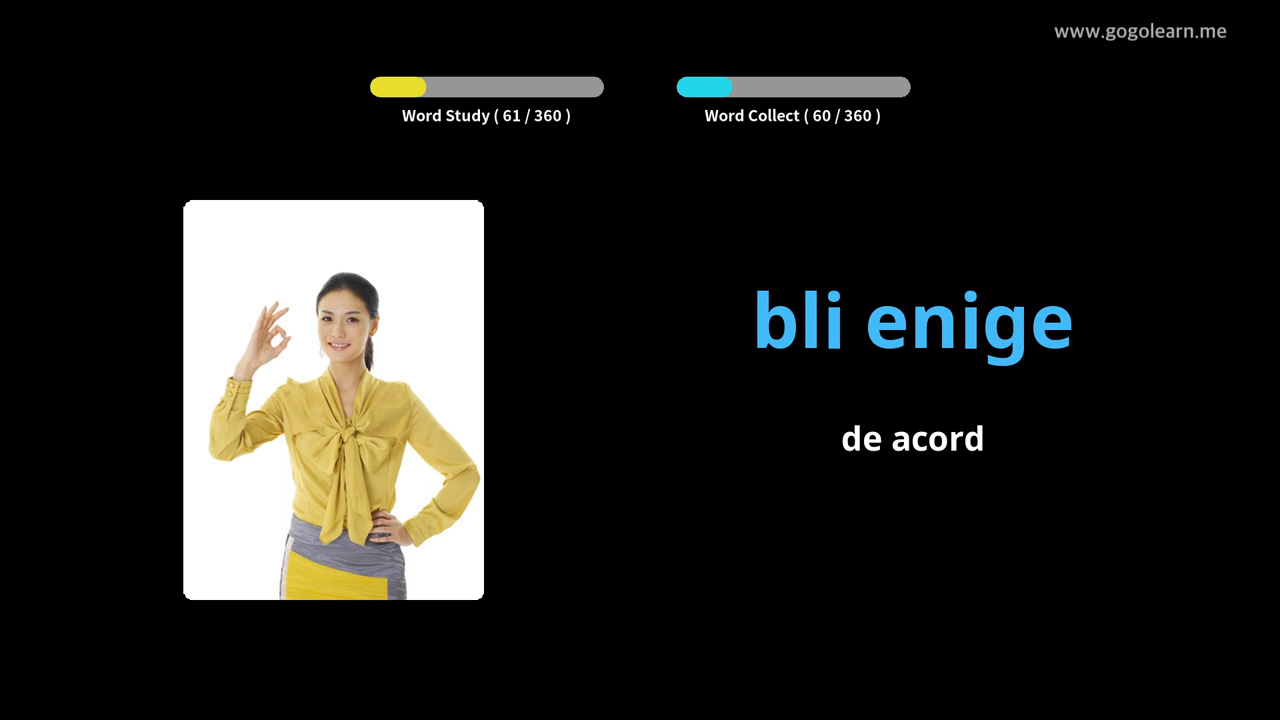 www.gogolearn.me
Word Study ( 61 / 360 )
Word Collect ( 60 / 360 )
bli enige
de acord